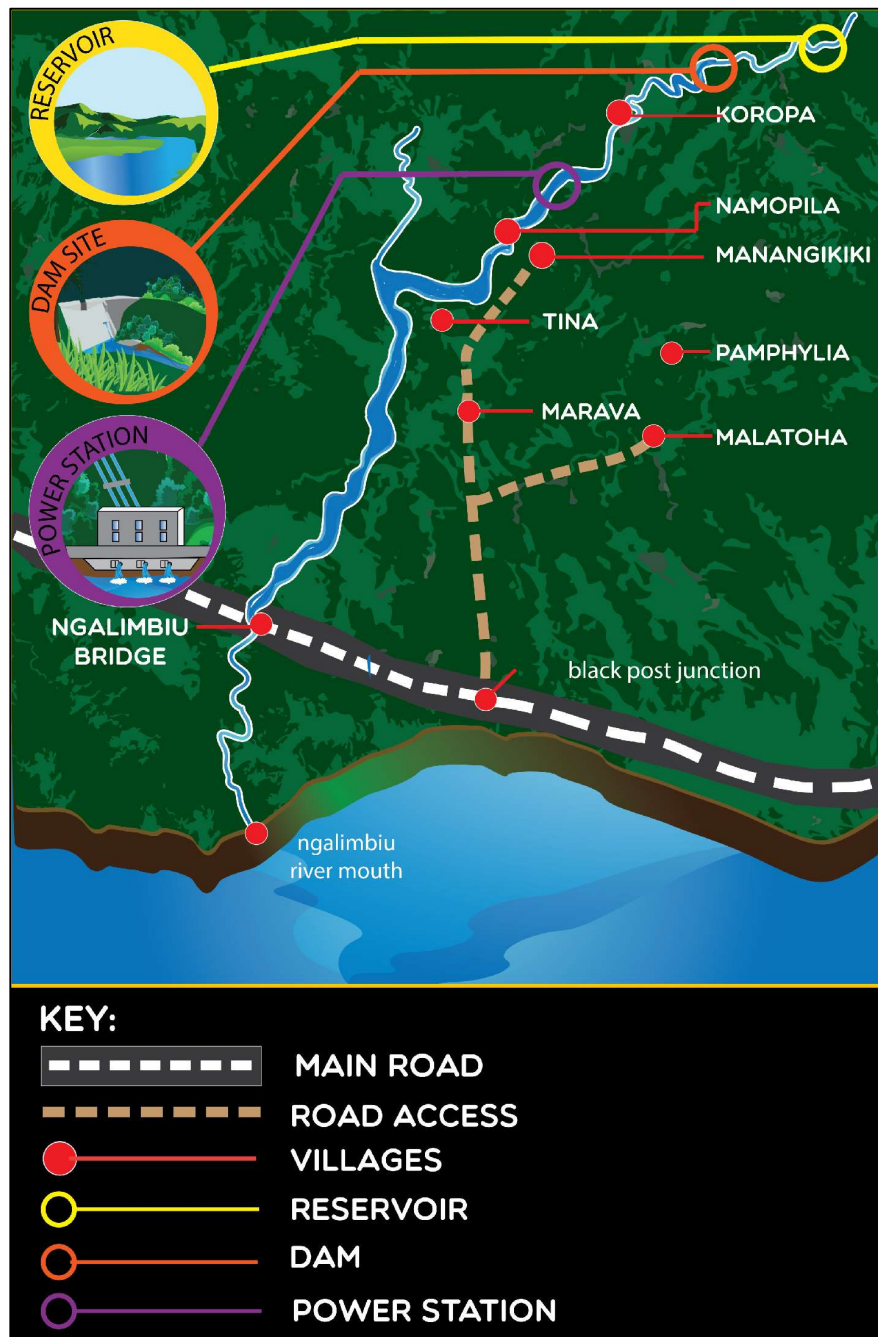 RESERVOIR
DAM SITE
POWER STATION
KOROPA
NAMOPILA
MANANGIKIKI
TINA
PAMPHYLIA
MARAVA
MALATOHA
NGALIMBIU
BRIDGE
black post junction
ngalimbiu
river mouth
KEY:
MAIN ROAD
ROAD ACCESS
VILLAGES
RESERVOIR
DAM
POWER STATION